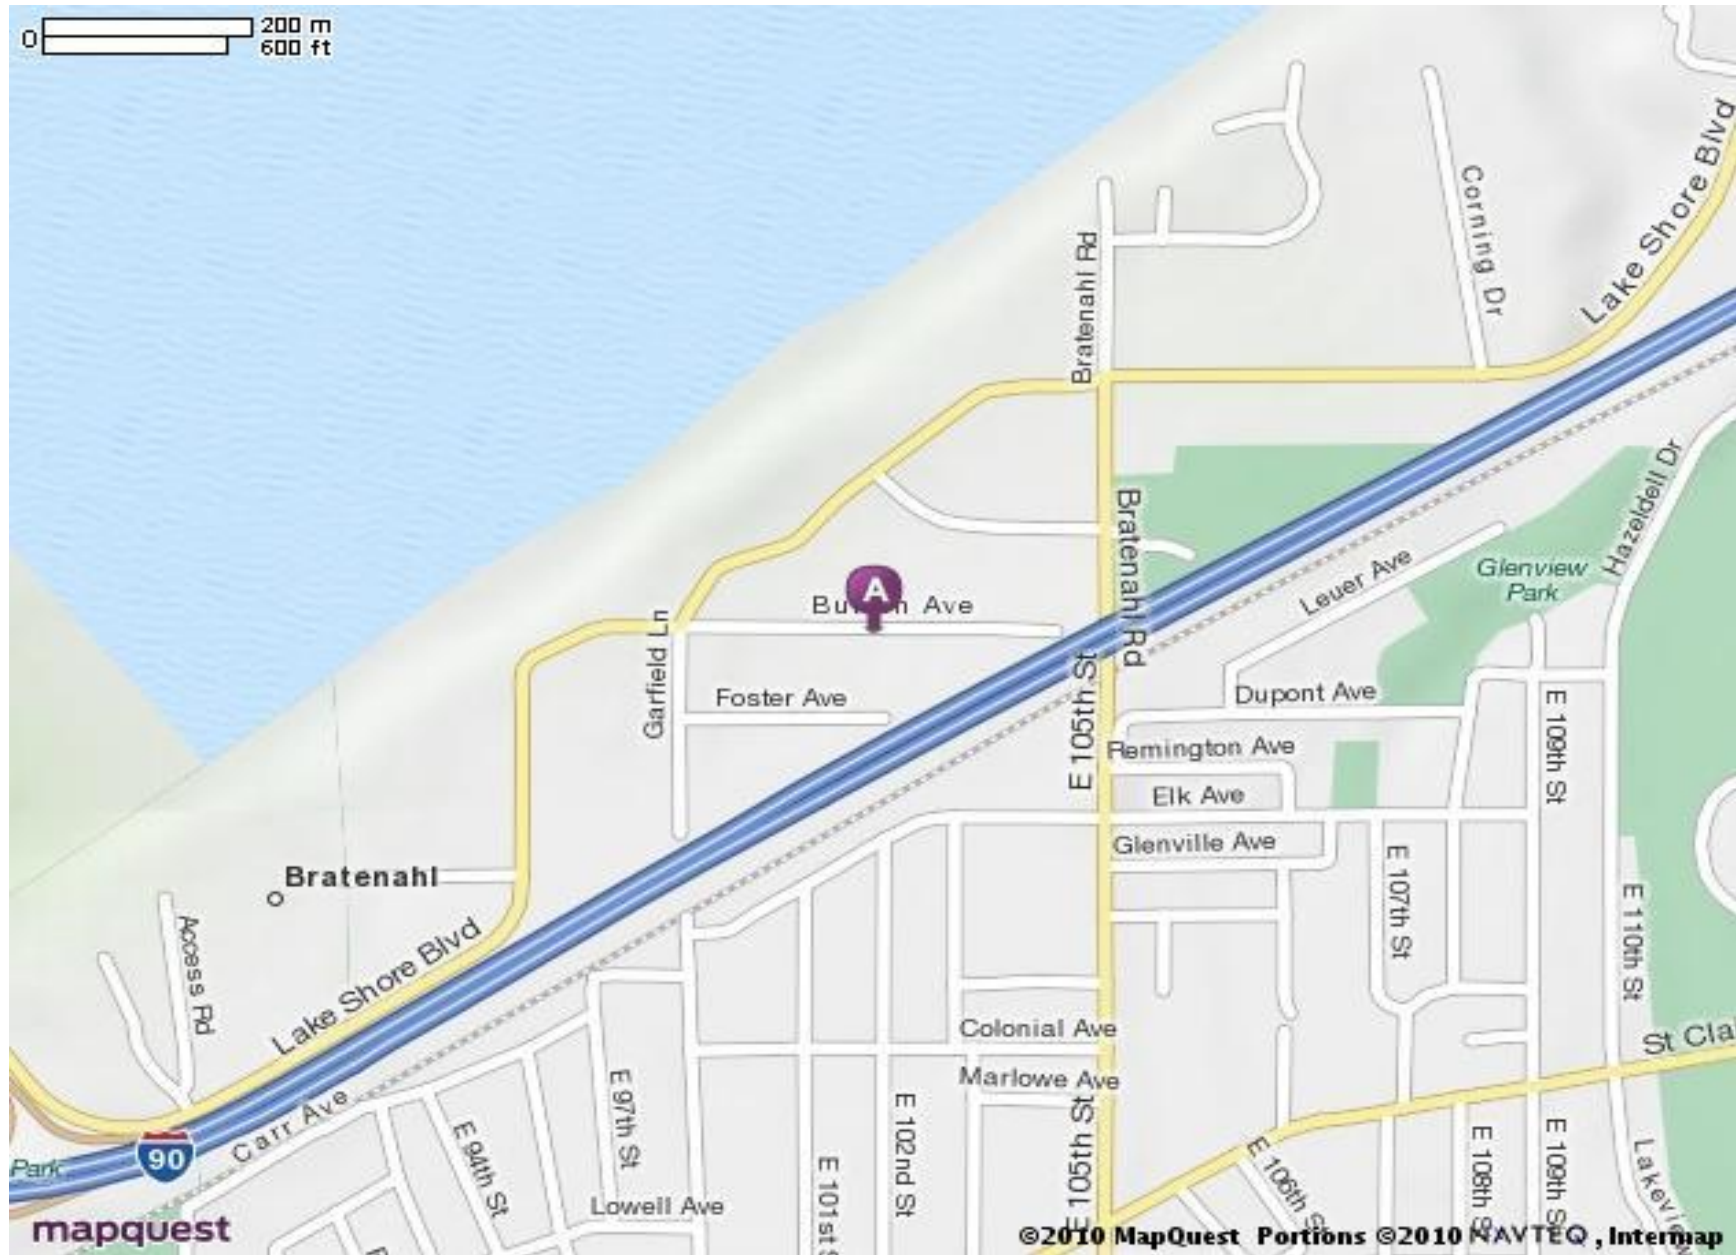 0
200 m
600 ft
Lake Shore Blvd
Corning Dr
Bratenahl Rd
Hazeldell Dr
Bratenahl Rd
Glenview
Park
Leuer Ave
A
Ave
Garfield Ln
Foster Ave
E 105th St
Dupont Ave
Remington Ave
E 109th St
Elk Ave
Glenville Ave
E 107th St
Bratenahl
E 110th St
Access Rd
Lake Shore Blvd
Colonial Ave
St Cla
Marlowe Ave
Carr Ave
90
Park
E 94th St
E 97th St
E 102nd St
E 101st S
E 105th St
E 106th St
E 108th S
E 109th St
Lakevie
Lowell Ave
mapquest
©2010 MapQuest Portions ©2010 NAVTEQ, Intermap